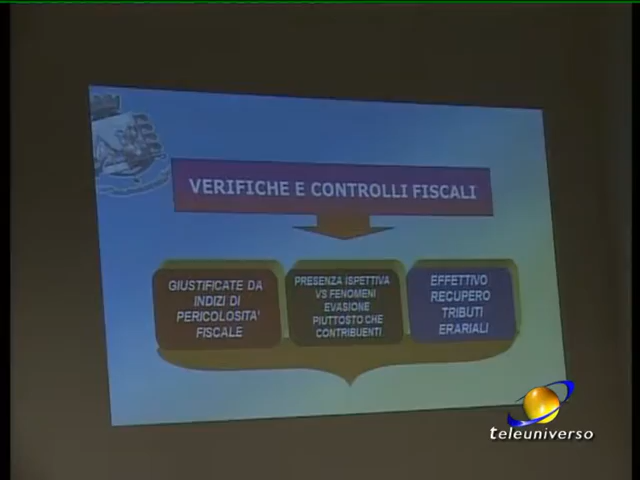 VERIFICHE E CONTROLLI FISCALI
GIUSTIFICATE DA
INDIZI DI
PERICOLOSITA'
FISCALE
PRESENZA ISPETTIVA
VS FENOMENI
EVASIONE
PIUTTOSTO CHE
CONTRIBUENTI
EFFETTIVO
RECUPERO
TRIBUTI
ERARIALI
teleuniverso